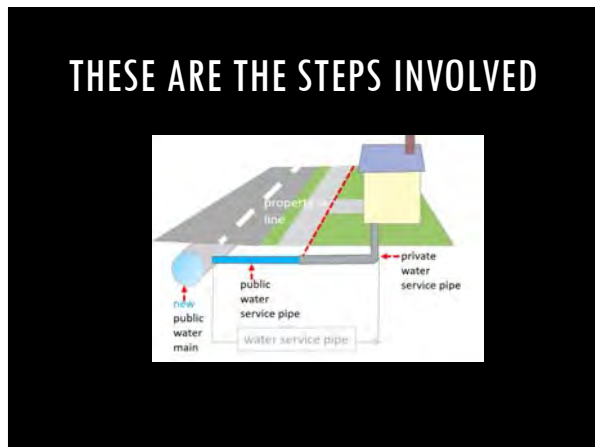 THESE ARE THE STEPS INVOLVED
property
line
private
water
service pipe
public
water
service pipe
new
public
water
main
water service pipe